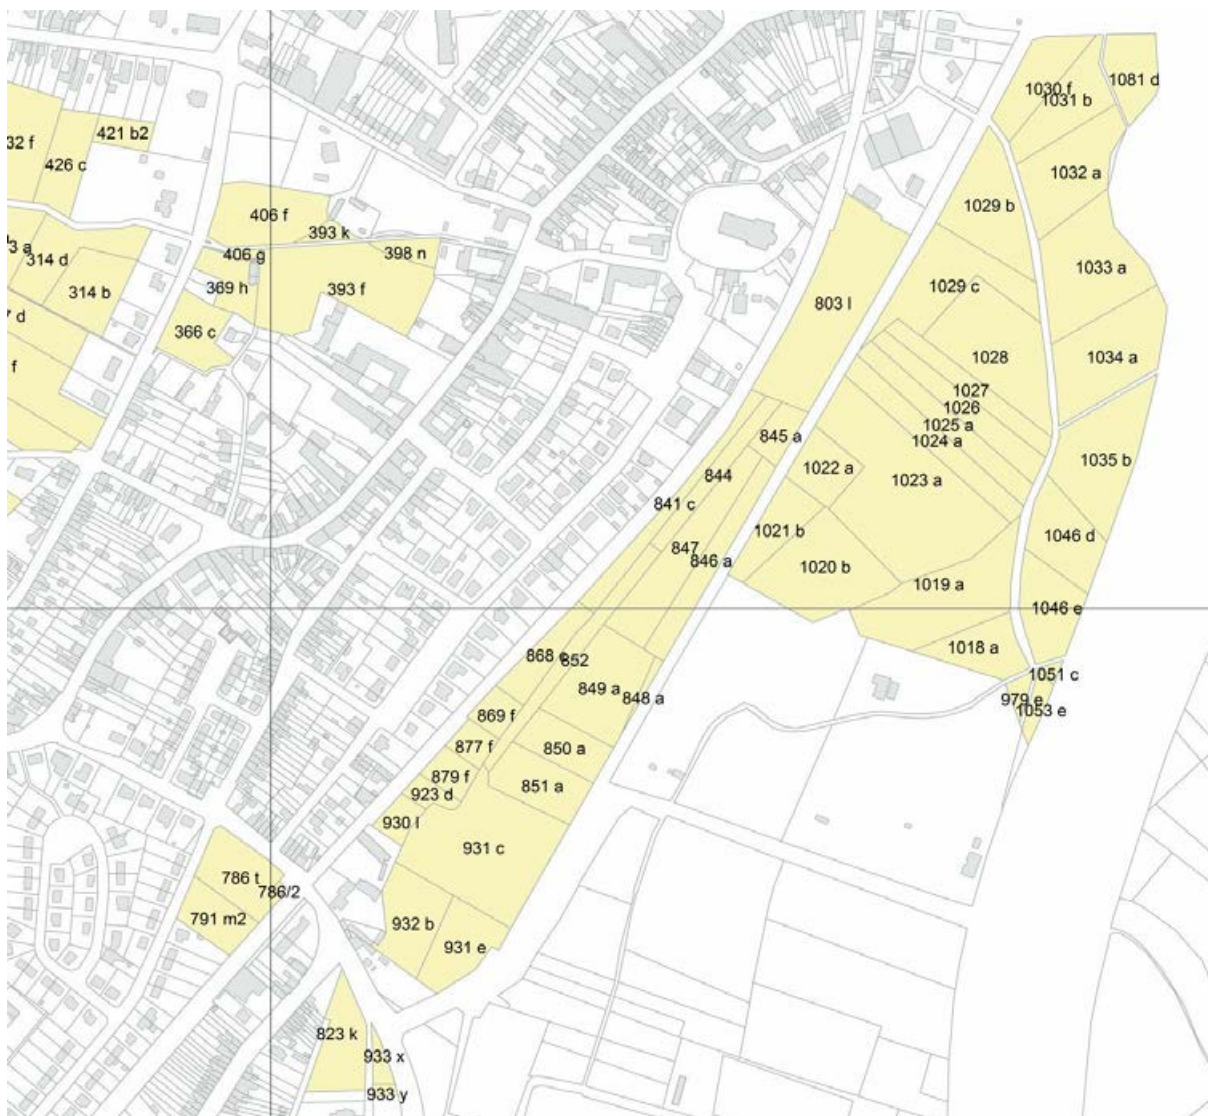 1081 d
1030 f
1031 b
421 b2
32 f
426 c
1032 a
1029 b
406 f
393 k
3 a
314 d
406 g
398 n
1033 a
369 h
393 f
1029 c
314 b
803 l
7 d
366 c
1034 a
1028
f
1027
1026
1025 a
845 a
1024 a
1035 b
1022 a
844
1023 a
841 c
1021 b
1046 d
847
846 a
1020 b
1019 a
1046 e
1018 a
868 c
852
1051 c
849 a
848 a
979 e
1053 e
869 f
877 f
850 a
879 f
851 a
923 d
930 l
931 c
786 t
786/2
791 m2
932 b
931 e
823 k
933 x
933 y